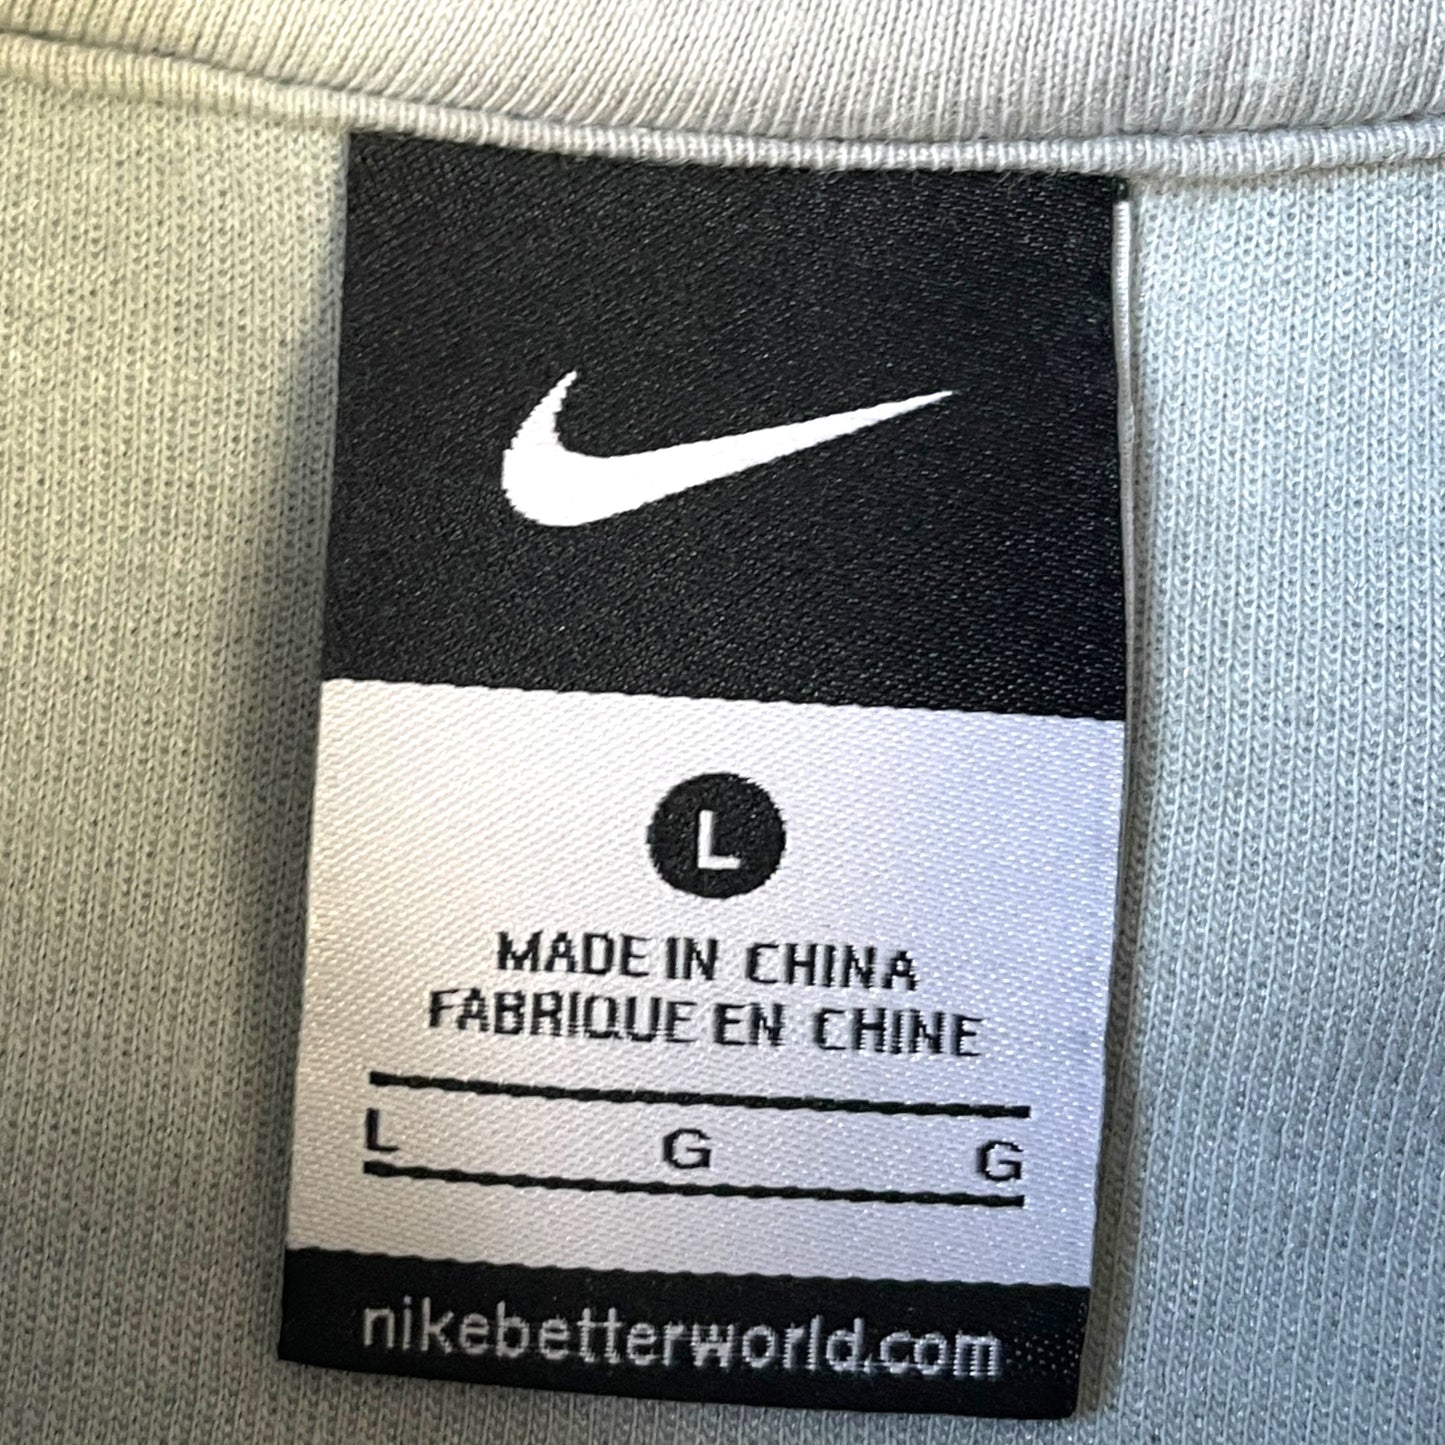 L
MADE IN CHINA
FABRIQUE EN CHINE
L G G
nikebetterworld.com